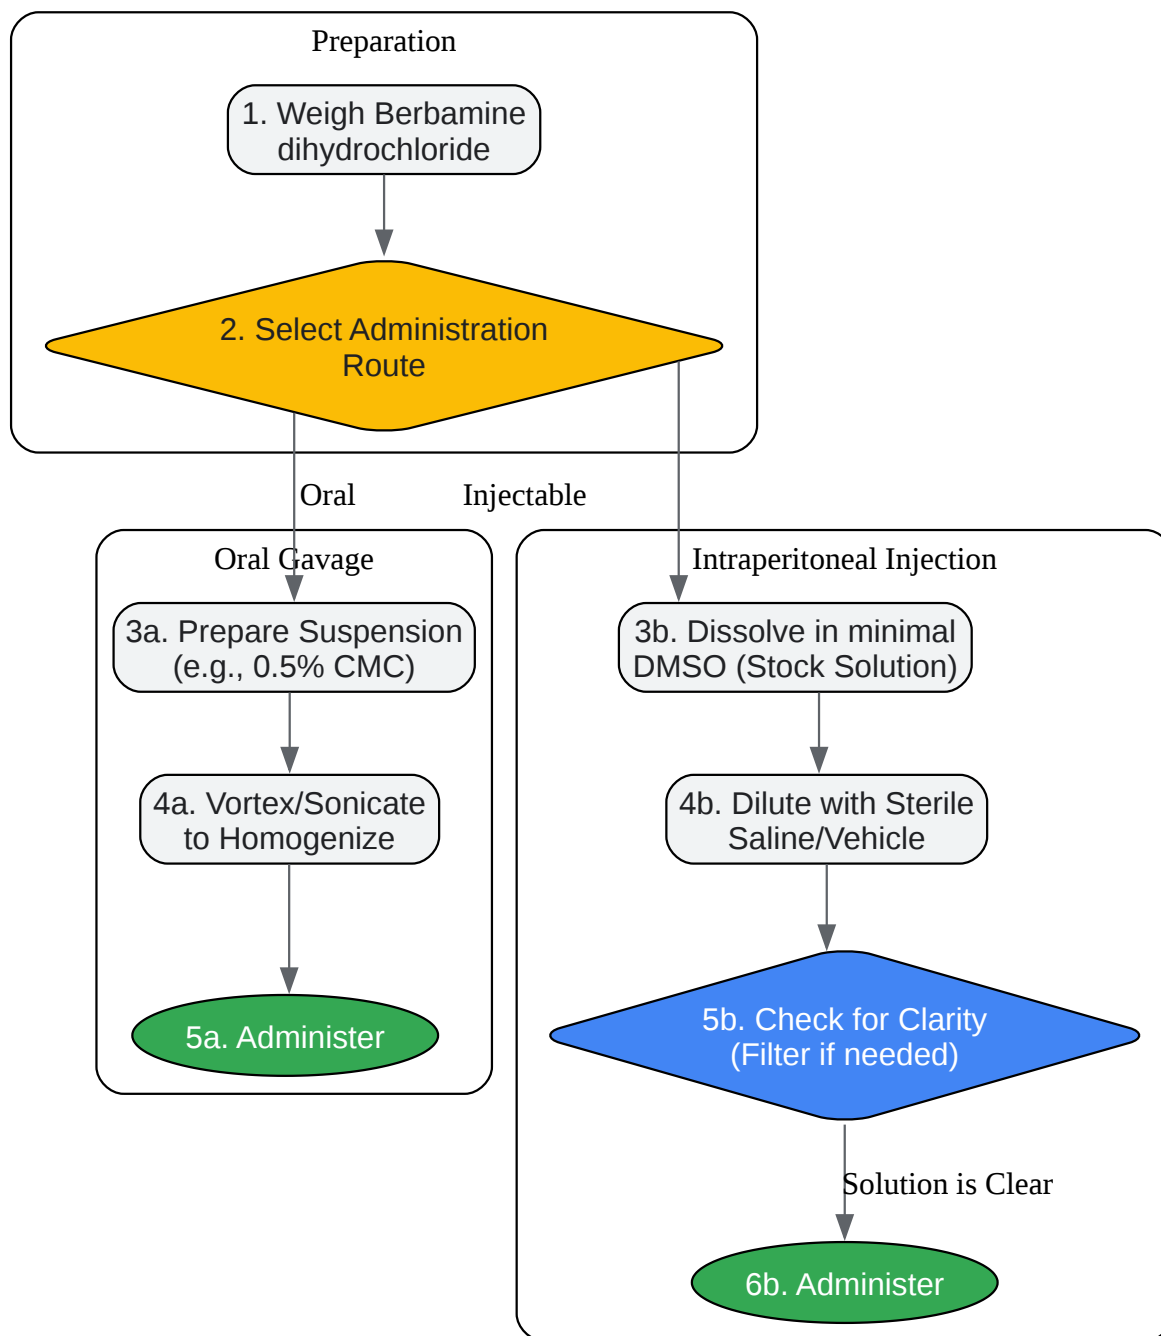 Preparation
1. Weigh Berbamine
dihydrochloride
2. Select Administration
Route
Oral
Injectable
Oral Gavage
3a. Prepare Suspension
(e.g., 0.5% CMC)
4a. Vortex/Sonicate
to Homogenize
5a. Administer
Intraperitoneal Injection
3b. Dissolve in minimal
DMSO (Stock Solution)
4b. Dilute with Sterile
Saline/Vehicle
5b. Check for Clarity
(Filter if needed)
Solution is Clear
6b. Administer